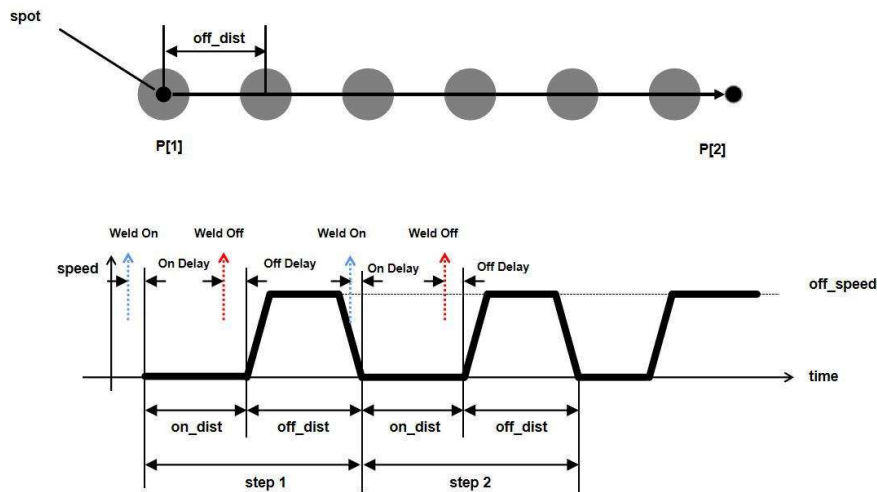 spot
off_dist
P[1]
P[2]
Weld On
Weld Off
Weld On
Weld Off
speed
On Delay
Off Delay
On Delay
Off Delay
off_speed
time
on_dist
off_dist
on_dist
off_dist
step 1
step 2